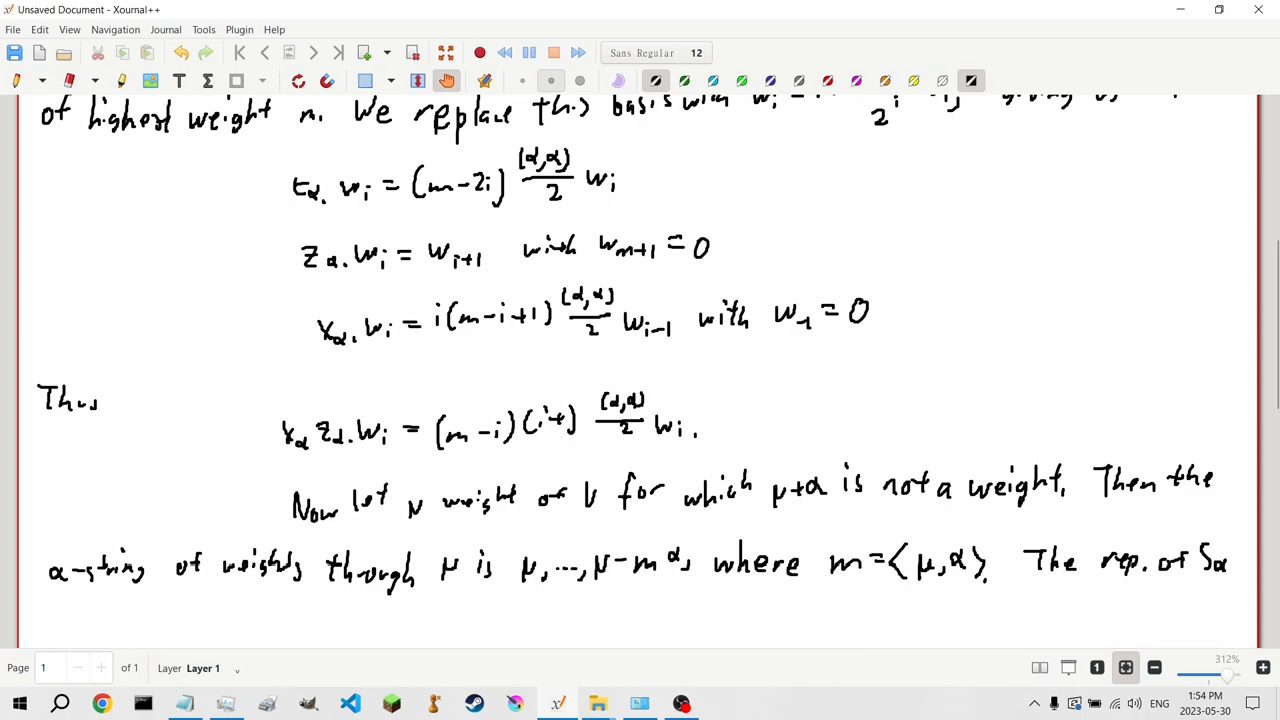 Unsaved Document - Xournal++
File Edit View Navigation Journal Tools Plugin Help
Sans Regular 12
of highest weight m. We replace this basis with w_i =
t_α. w_i = (m-2i) (α,α)/2 w_i
z_α. w_i = w_{i+1} with w_{m+1} = 0
x_α. w_i = i(m-i+1) (α,α)/2 w_{i-1} with w_{-1} = 0
Thus
x_α z_α. w_i = (m-i)(i+1) (α,α)/2 w_i.
Now let μ weight of V for which μ+α is not a weight. Then the
α-string of weights though μ is μ,...,μ-mα, where m=⟨μ,α⟩. The rep. of S_α
Page 1 of 1 Layer Layer 1 312%
ENG 1:54 PM
2023-05-30